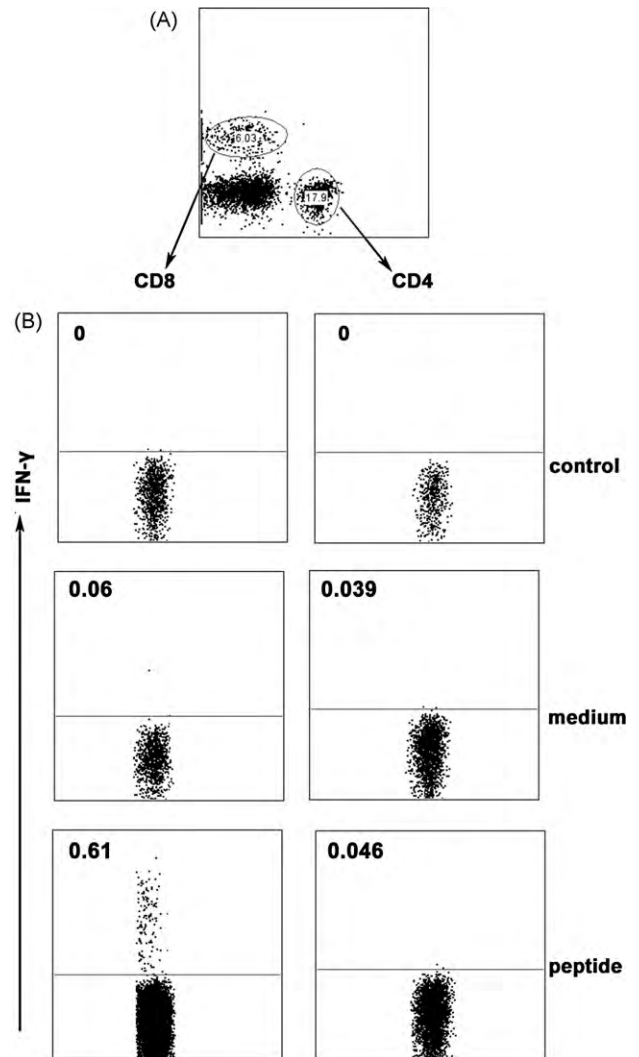 (A)
6.03
17.9
CD8 CD4
(B)
0 0
control
IFN-γ
0.06 0.039
medium
0.61 0.046
peptide